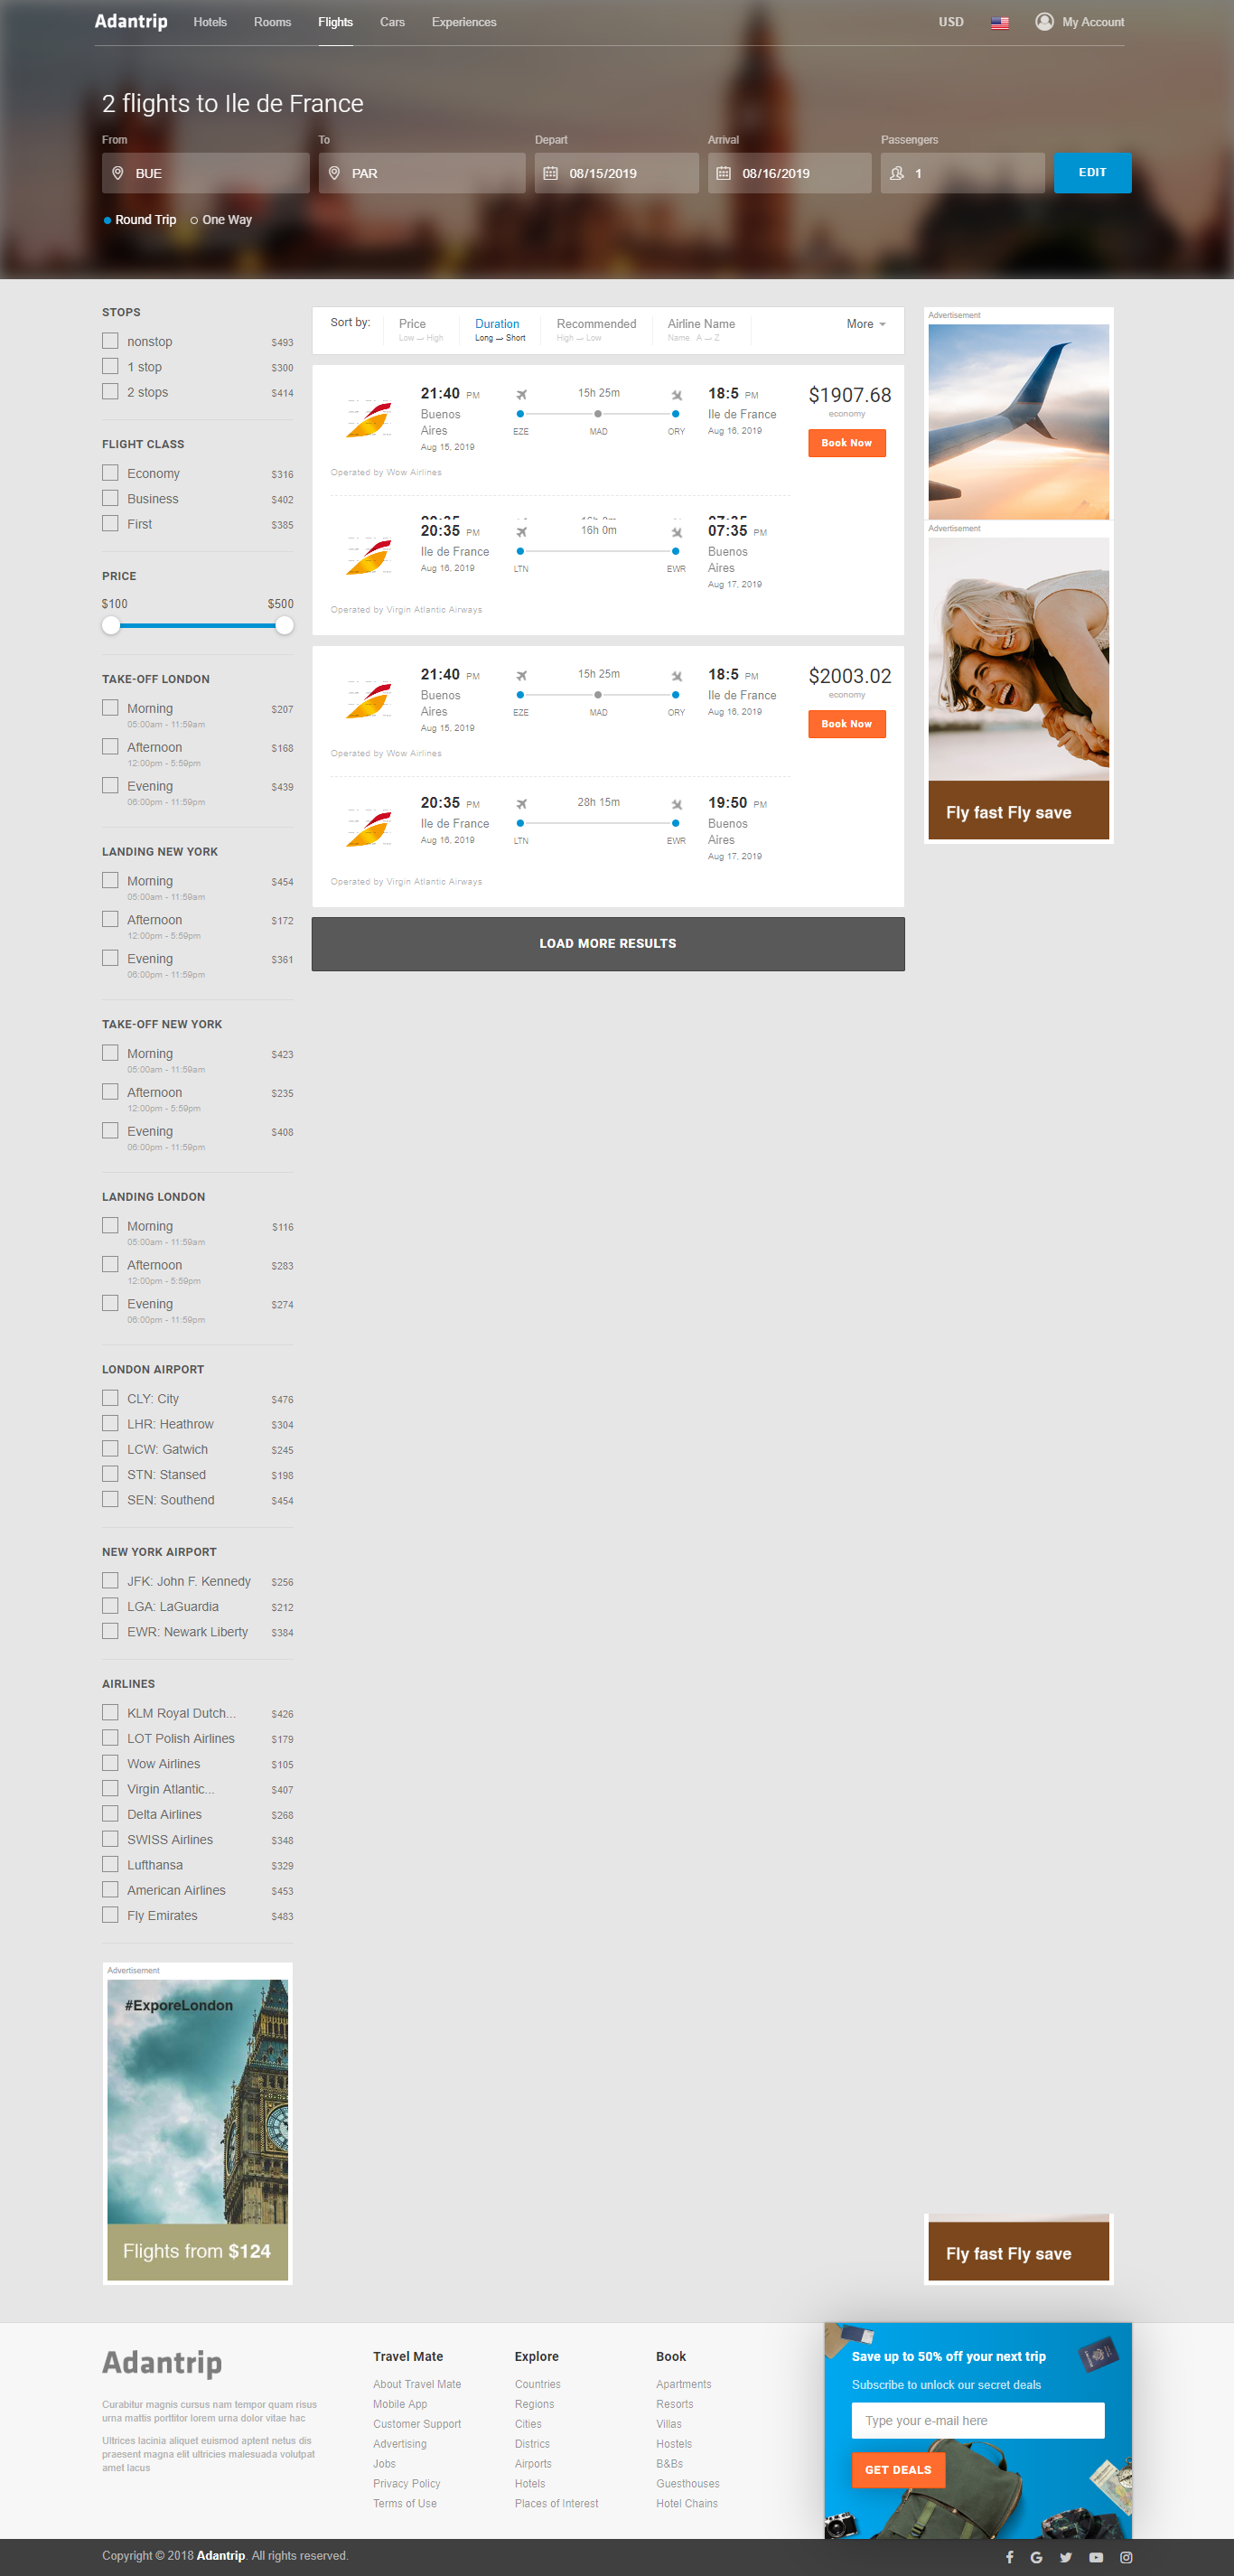 Adantrip Hotels Rooms Flights Cars Experiences USD My Account
2 flights to Ile de France
From To Depart Arrival Passengers
BUE PAR 08/15/2019 08/16/2019 1 EDIT
Round Trip One Way
STOPS
nonstop $493
1 stop $300
2 stops $414
FLIGHT CLASS
Economy $316
Business $402
First $385
PRICE
$100 $500
TAKE-OFF LONDON
Morning $207
05:00am - 11:59am
Afternoon $168
12:00pm - 5:59pm
Evening $439
06:00pm - 11:59pm
LANDING NEW YORK
Morning $454
05:00am - 11:59am
Afternoon $172
12:00pm - 5:59pm
Evening $361
06:00pm - 11:59pm
TAKE-OFF NEW YORK
Morning $423
05:00am - 11:59am
Afternoon $235
12:00pm - 5:59pm
Evening $408
06:00pm - 11:59pm
LANDING LONDON
Morning $116
05:00am - 11:59am
Afternoon $283
12:00pm - 5:59pm
Evening $274
06:00pm - 11:59pm
LONDON AIRPORT
CLY: City $476
LHR: Heathrow $304
LCW: Gatwich $245
STN: Stansed $198
SEN: Southend $454
NEW YORK AIRPORT
JFK: John F. Kennedy $256
LGA: LaGuardia $212
EWR: Newark Liberty $384
AIRLINES
KLM Royal Dutch... $426
LOT Polish Airlines $179
Wow Airlines $105
Virgin Atlantic... $407
Delta Airlines $268
SWISS Airlines $348
Lufthansa $329
American Airlines $453
Fly Emirates $483
Advertisement
#ExporeLondon
Flights from $124
Sort by: Price Duration Recommended Airline Name More
Low High Long Short High Low Name A Z
21:40 PM 15h 25m 18:5 PM $1907.68
Buenos Ile de France economy
Aires EZE MAD ORY Aug 16, 2019
Aug 15, 2019 Book Now
Operated by Wow Airlines
20:35 PM 16h 0m 07:35 PM
Ile de France Buenos
Aug 16, 2019 LTN EWR Aires
Aug 17, 2019
Operated by Virgin Atlantic Airways
21:40 PM 15h 25m 18:5 PM $2003.02
Buenos Ile de France economy
Aires EZE MAD ORY Aug 16, 2019
Aug 15, 2019 Book Now
Operated by Wow Airlines
20:35 PM 28h 15m 19:50 PM
Ile de France Buenos
Aug 16, 2019 LTN EWR Aires
Aug 17, 2019
Operated by Virgin Atlantic Airways
LOAD MORE RESULTS
Advertisement
Advertisement
Fly fast Fly save
Fly fast Fly save
Adantrip
Curabitur magnis cursus nam tempor quam risus
urna mattis porttitor lorem urna dolor vitae hac
Ultrices lacinia aliquet euismod aptent netus dis
praesent magna elit ultricies malesuada volutpat
amet lacus
Travel Mate
About Travel Mate
Mobile App
Customer Support
Advertising
Jobs
Privacy Policy
Terms of Use
Explore
Countries
Regions
Cities
Districs
Airports
Hotels
Places of Interest
Book
Apartments
Resorts
Villas
Hostels
B&Bs
Guesthouses
Hotel Chains
Save up to 50% off your next trip
Subscribe to unlock our secret deals
Type your e-mail here
GET DEALS
Copyright © 2018 Adantrip. All rights reserved.